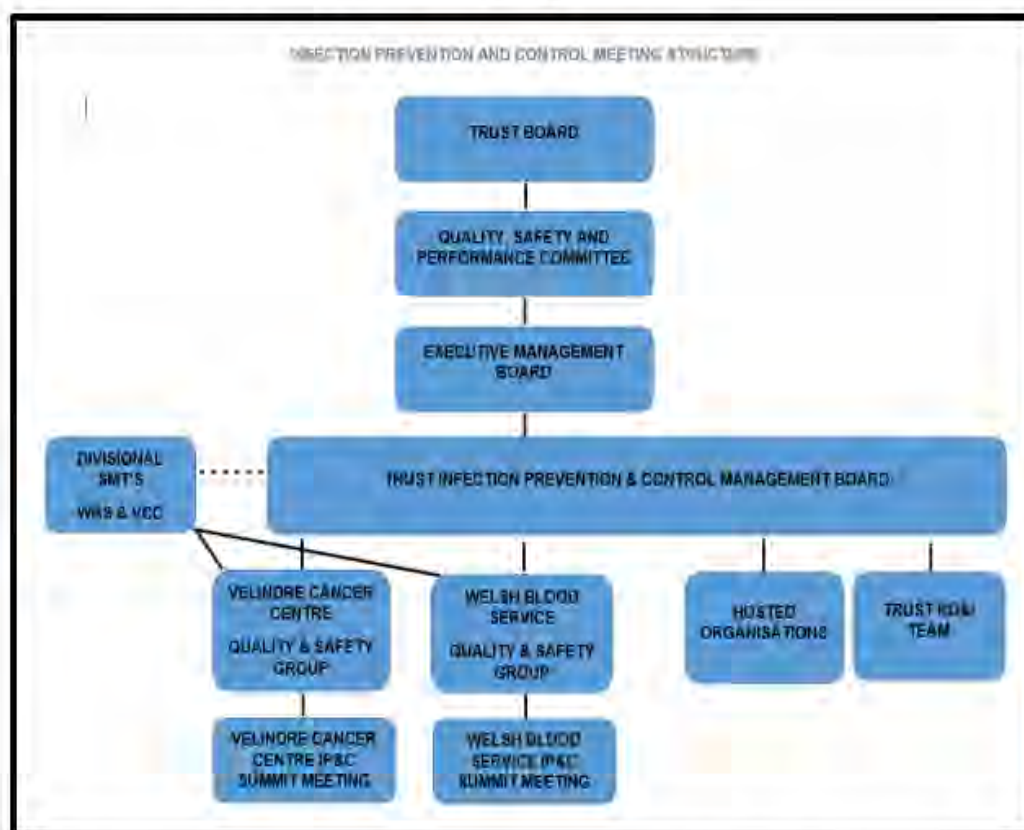 INFECTION PREVENTION AND CONTROL MEETING STRUCTURE
TRUST BOARD
QUALITY, SAFETY AND
PERFORMANCE COMMITTEE
EXECUTIVE MANAGEMENT
BOARD
DIVISIONAL
SMT'S
WBS & VCC
TRUST INFECTION PREVENTION & CONTROL MANAGEMENT BOARD
VELINDRE CANCER
CENTRE
QUALITY & SAFETY
GROUP
WELSH BLOOD
SERVICE
QUALITY & SAFETY
GROUP
HOSTED
ORGANISATIONS
TRUST RD&I
TEAM
VELINDRE CANCER
CENTRE IP&C
SUMMIT MEETING
WELSH BLOOD
SERVICE IP&C
SUMMIT MEETING